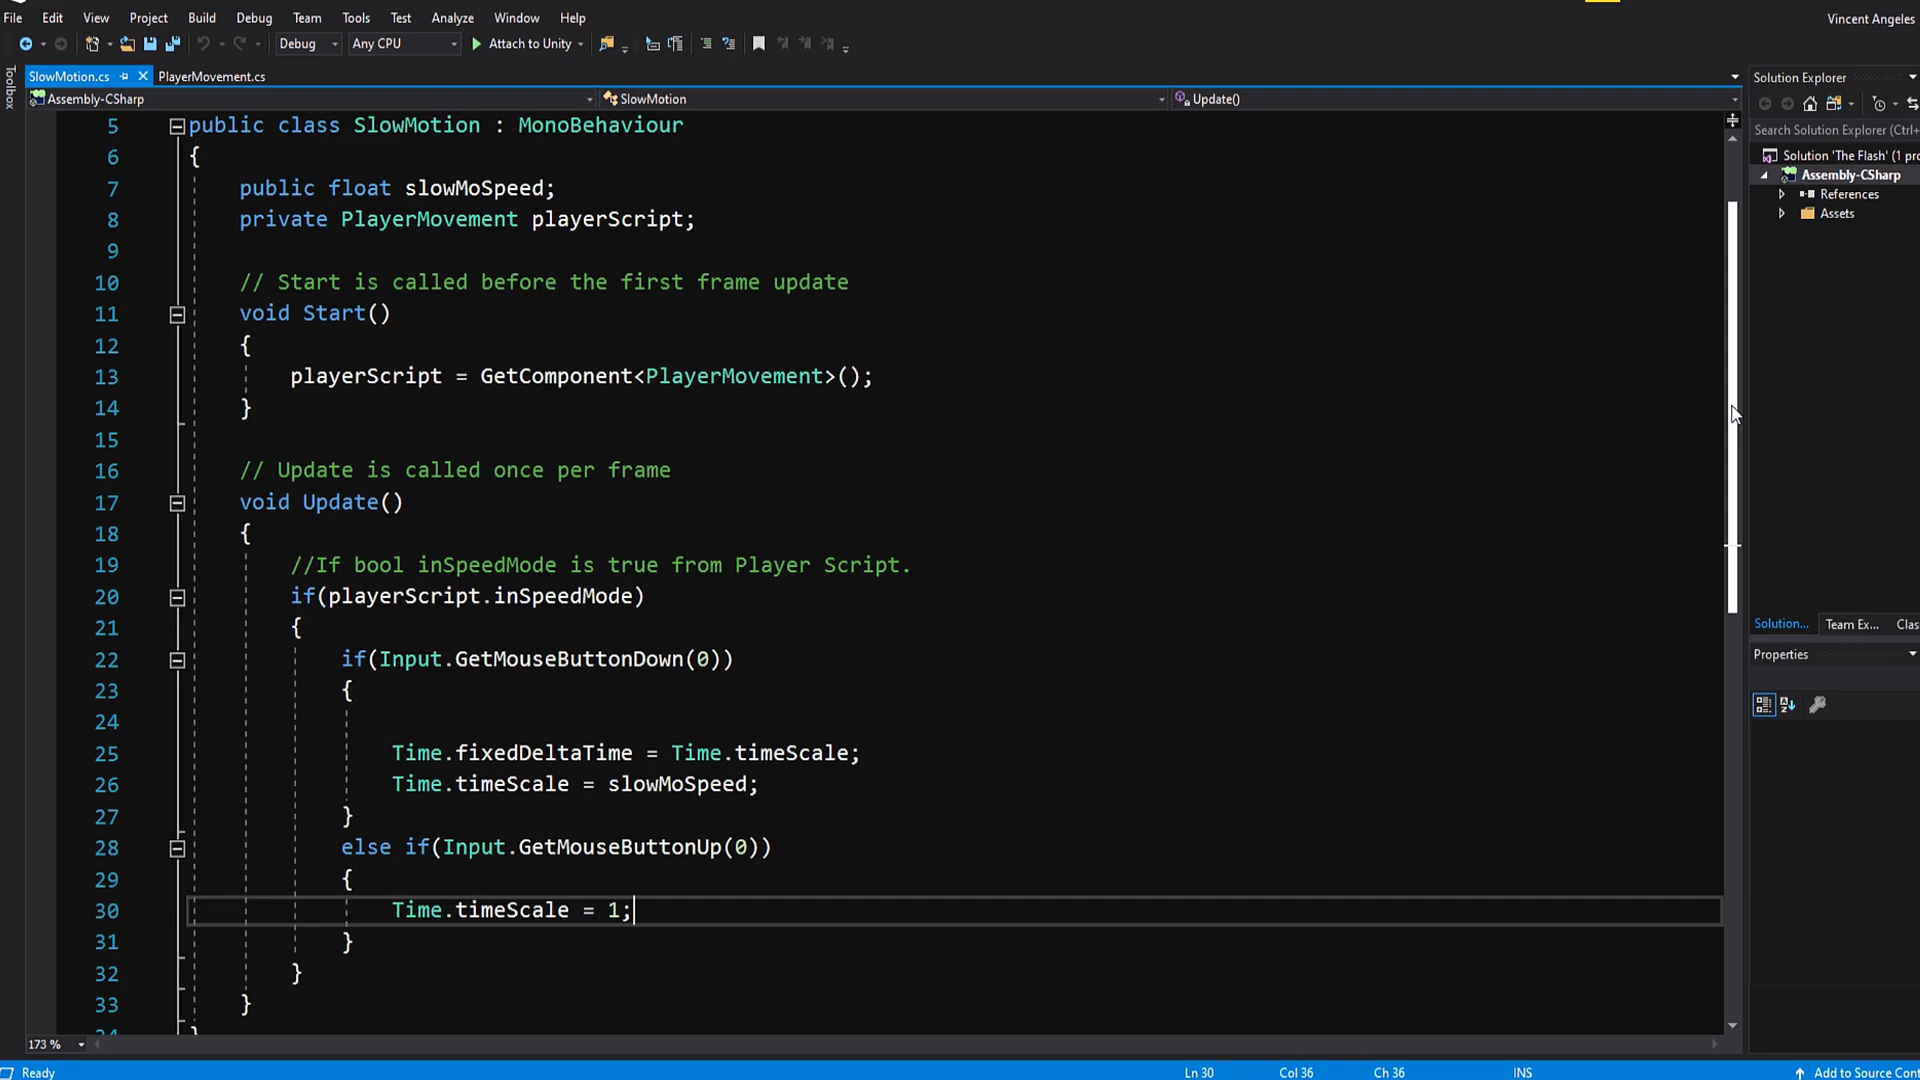 File Edit View Project Build Debug Team Tools Test Analyze Window Help
Vincent Angeles
Debug Any CPU Attach to Unity
Toolbox
SlowMotion.cs PlayerMovement.cs
Assembly-CSharp SlowMotion Update()
5 public class SlowMotion : MonoBehaviour
6 {
7 public float slowMoSpeed;
8 private PlayerMovement playerScript;
9
10 // Start is called before the first frame update
11 void Start()
12 {
13 playerScript = GetComponent<PlayerMovement>();
14 }
15
16 // Update is called once per frame
17 void Update()
18 {
19 //If bool inSpeedMode is true from Player Script.
20 if(playerScript.inSpeedMode)
21 {
22 if(Input.GetMouseButtonDown(0))
23 {
24
25 Time.fixedDeltaTime = Time.timeScale;
26 Time.timeScale = slowMoSpeed;
27 }
28 else if(Input.GetMouseButtonUp(0))
29 {
30 Time.timeScale = 1;
31 }
32 }
33 }
Solution Explorer
Search Solution Explorer (Ctrl+
Solution 'The Flash' (1 pro
Assembly-CSharp
References
Assets
Solution... Team Ex... Clas
Properties
173 %
Ready Ln 30 Col 36 Ch 36 INS Add to Source Cont